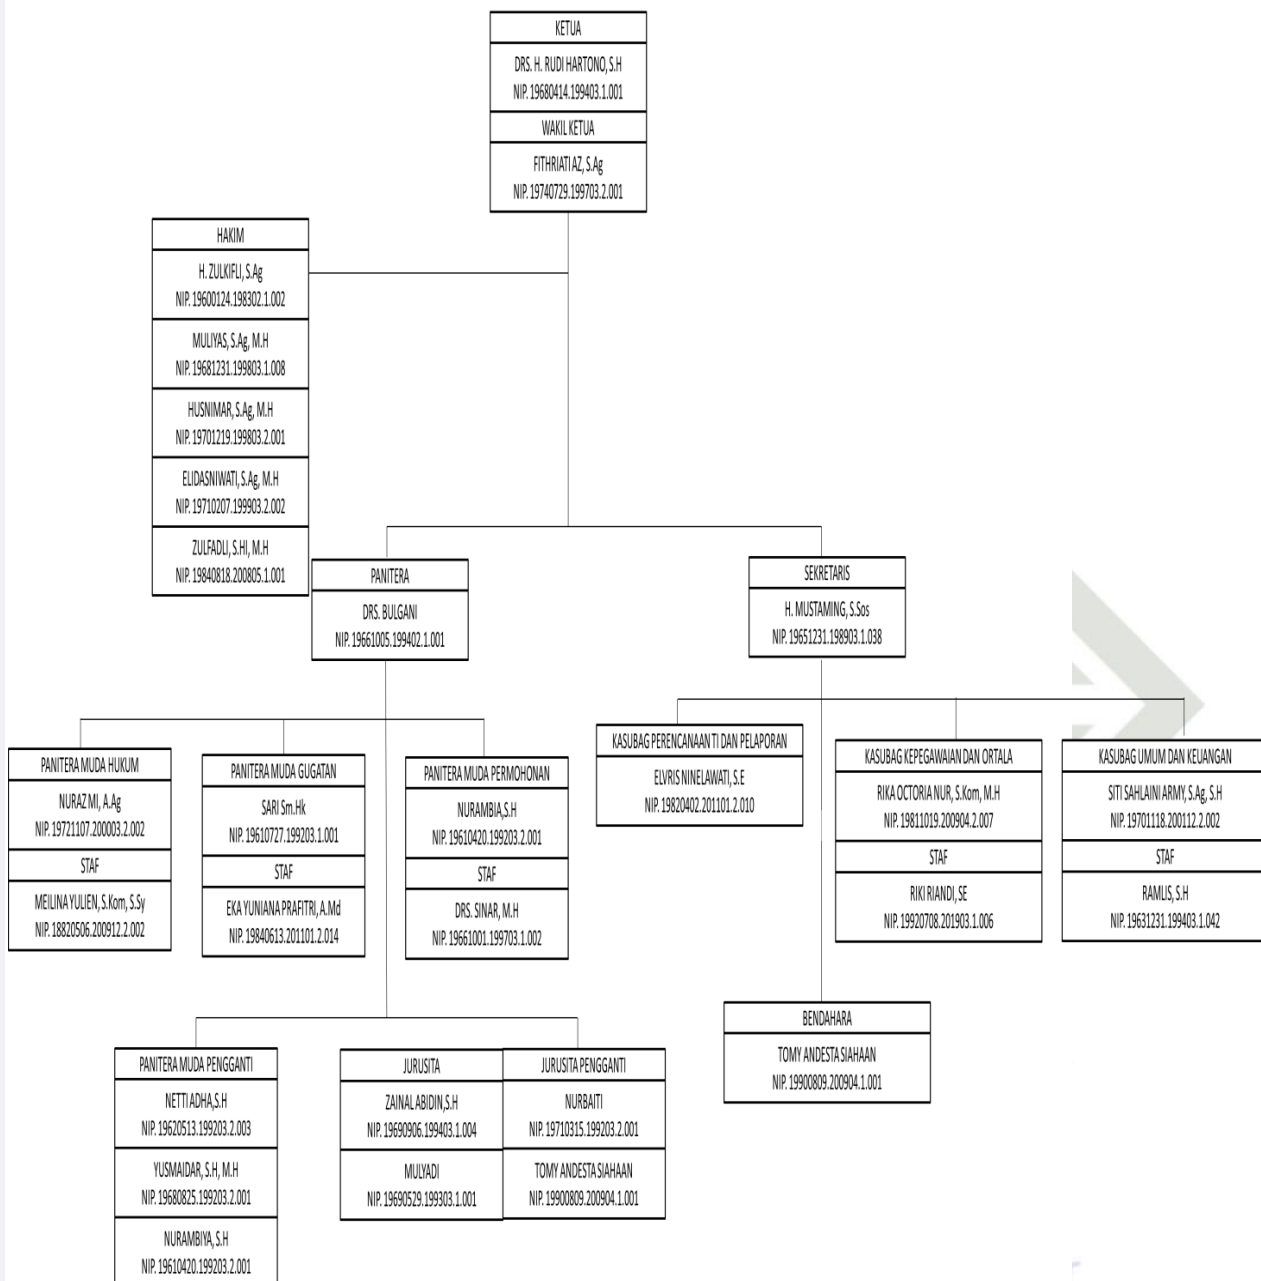 KETUA
DRS. H. RUDI HARTONO, S.H
NIP. 19680414.199403.1.001
WAKIL KETUA
FITHRIATI AZ, S.Ag
NIP. 19740729.199703.2.001
HAKIM
H. ZULKIFLI, S.Ag
NIP. 19600124.198302.1.002
MULIYAS, S.Ag, M.H
NIP. 19681231.199803.1.008
HUSNIMAR, S.Ag, M.H
NIP. 19701219.199803.2.001
ELIDASNIWATI, S.Ag, M.H
NIP. 19710207.199903.2.002
ZULFADLI, S.HI, M.H
NIP. 19840818.200805.1.001
PANITERA
DRS. BULGANI
NIP. 19661005.199402.1.001
SEKRETARIS
H. MUSTAMING, S.Sos
NIP. 19651231.198903.1.038
PANITERA MUDA HUKUM
NURAZ MI, A.Ag
NIP. 19721107.200003.2.002
STAF
MEILINA YULIEN, S.Kom, S.Sy
NIP. 18820506.200912.2.002
PANITERA MUDA GUGATAN
SARI Sm.Hk
NIP. 19610727.199203.1.001
STAF
EKA YUNIANA PRAFITRI, A.Md
NIP. 19840613.201101.2.014
PANITERA MUDA PERMOHONAN
NURAMBIA,S.H
NIP. 19610420.199203.2.001
STAF
DRS. SINAR, M.H
NIP. 19661001.199703.1.002
KASUBAG PERENCANAAN TI DAN PELAPORAN
ELVRIS NINELAWATI, S.E
NIP. 19820402.201101.2.010
KASUBAG KEPEGAWAIAN DAN ORTALA
RIKA OCTORIA NUR, S.Kom, M.H
NIP. 19811019.200904.2.007
STAF
RIKI RIANDI, SE
NIP. 19920708.201903.1.006
KASUBAG UMUM DAN KEUANGAN
SITI SAHLAINI ARMY, S.Ag, S.H
NIP. 19701118.200112.2.002
STAF
RAMLIS, S.H
NIP. 19631231.199403.1.042
BENDAHARA
TOMY ANDESTA SIAHAAN
NIP. 19900809.200904.1.001
PANITERA MUDA PENGGANTI
NETTI ADHA,S.H
NIP. 19620513.199203.2.003
YUSMAIDAR, S.H, M.H
NIP. 19680825.199203.2.001
NURAMBIYA, S.H
NIP. 19610420.199203.2.001
JURUSITA
ZAINAL ABIDIN,S.H
NIP. 19690906.199403.1.004
MULYADI
NIP. 19690529.199303.1.001
JURUSITA PENGGANTI
NURBAITI
NIP. 19710315.199203.2.001
TOMY ANDESTA SIAHAAN
NIP. 19900809.200904.1.001